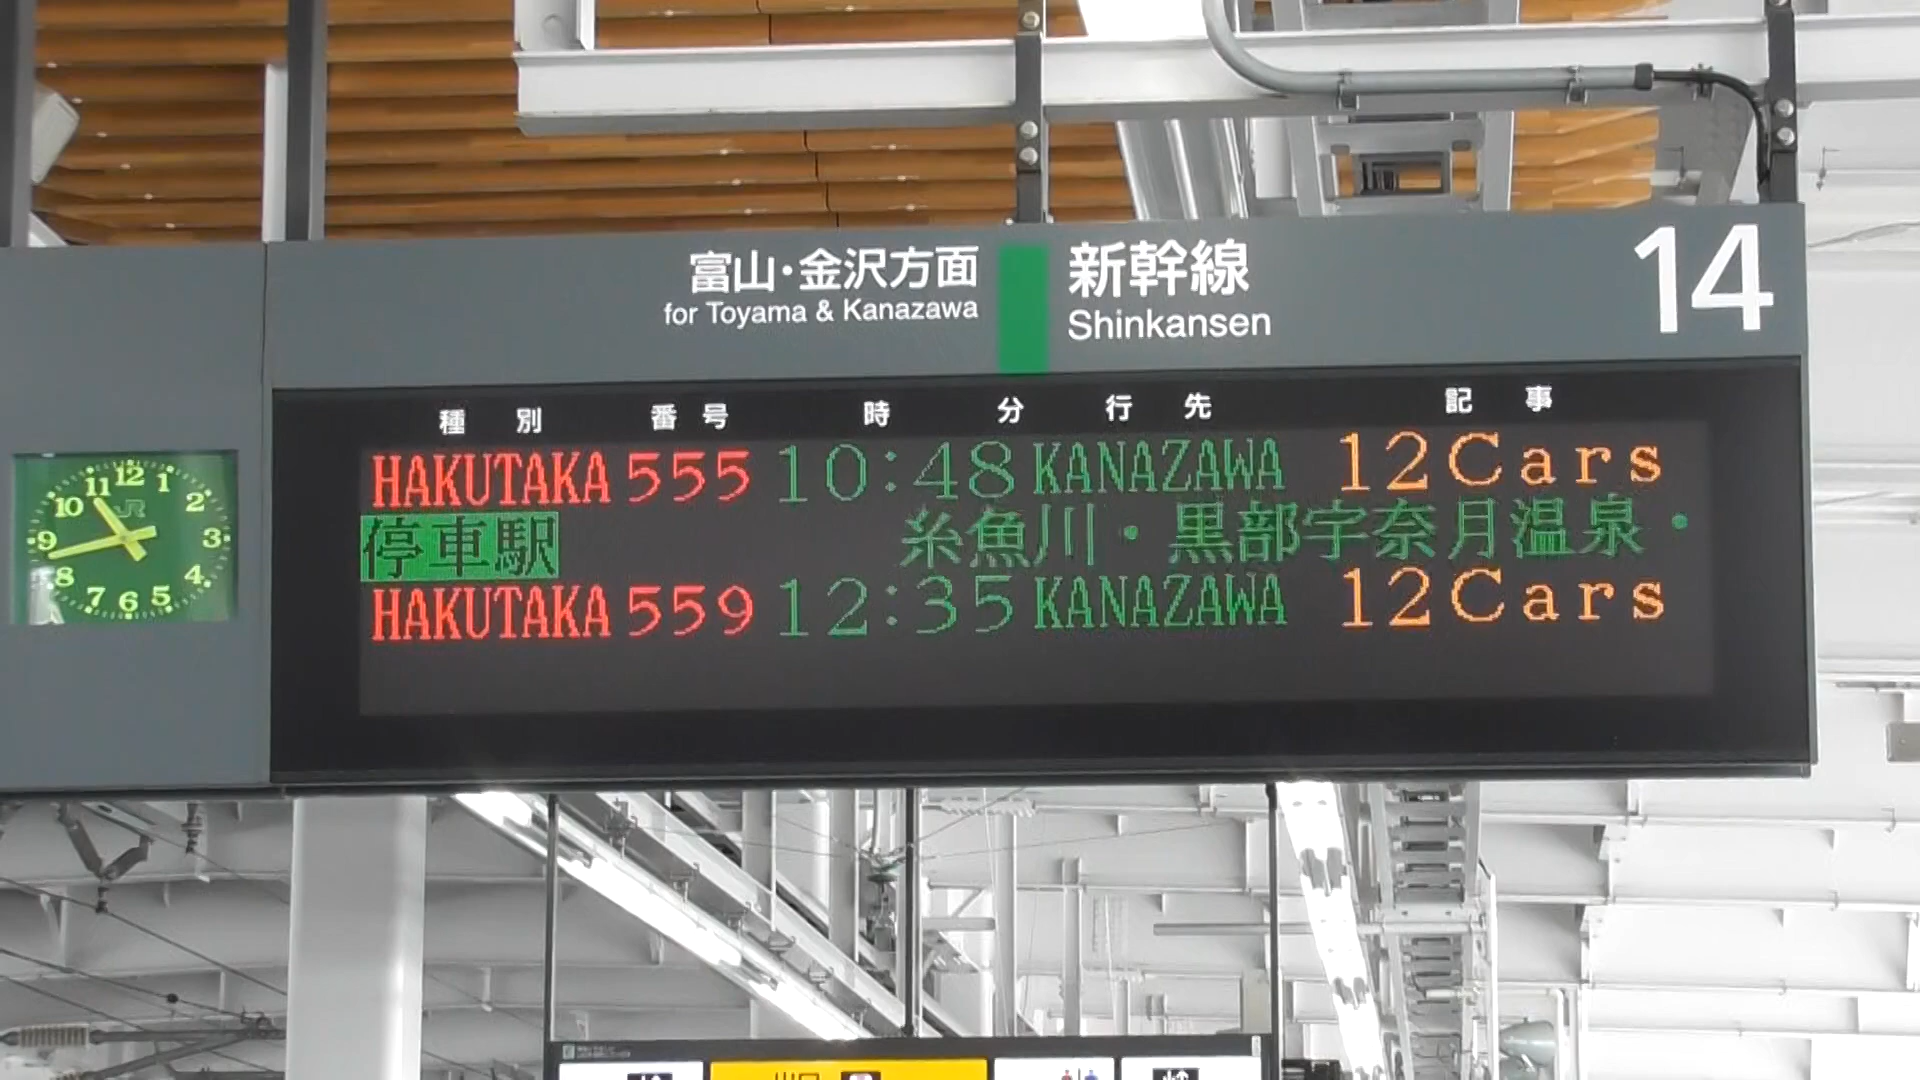 富山・金沢方面 新幹線 14
for Toyama & Kanazawa Shinkansen
種別 番号 時 分 行先 記事
HAKUTAKA 555 10:48 KANAZAWA 12Cars
停車駅 糸魚川・黒部宇奈月温泉・
HAKUTAKA 559 12:35 KANAZAWA 12Cars
12
11 1
10 JR 2
9 3
8 4
7 6 5
出口